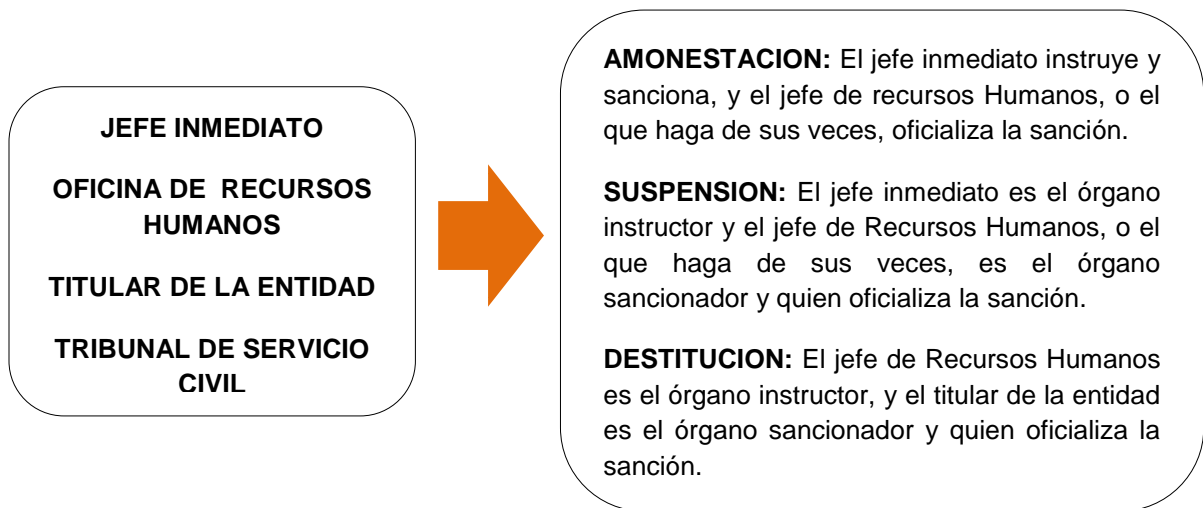 JEFE INMEDIATO
OFICINA DE RECURSOS
HUMANOS
TITULAR DE LA ENTIDAD
TRIBUNAL DE SERVICIO
CIVIL
AMONESTACION: El jefe inmediato instruye y
sanciona, y el jefe de recursos Humanos, o el
que haga de sus veces, oficializa la sanción.
SUSPENSION: El jefe inmediato es el órgano
instructor y el jefe de Recursos Humanos, o el
que haga de sus veces, es el órgano
sancionador y quien oficializa la sanción.
DESTITUCION: El jefe de Recursos Humanos
es el órgano instructor, y el titular de la entidad
es el órgano sancionador y quien oficializa la
sanción.